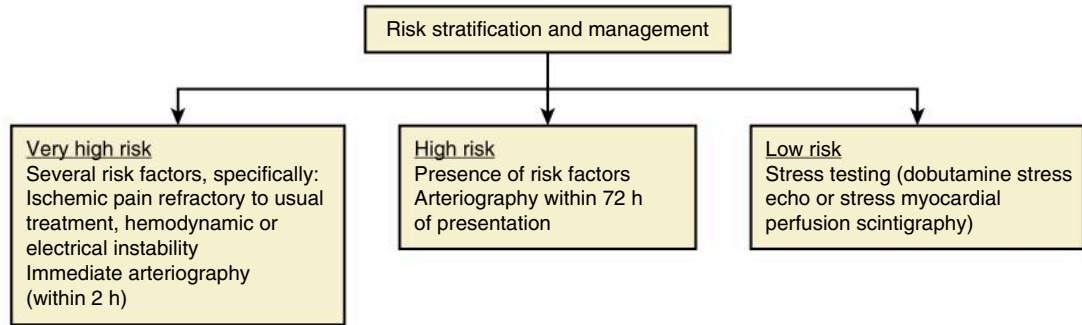 Risk stratification and management
Very high risk
Several risk factors, specifically:
Ischemic pain refractory to usual
treatment, hemodynamic or
electrical instability
Immediate arteriography
(within 2 h)
High risk
Presence of risk factors
Arteriography within 72 h
of presentation
Low risk
Stress testing (dobutamine stress
echo or stress myocardial
perfusion scintigraphy)